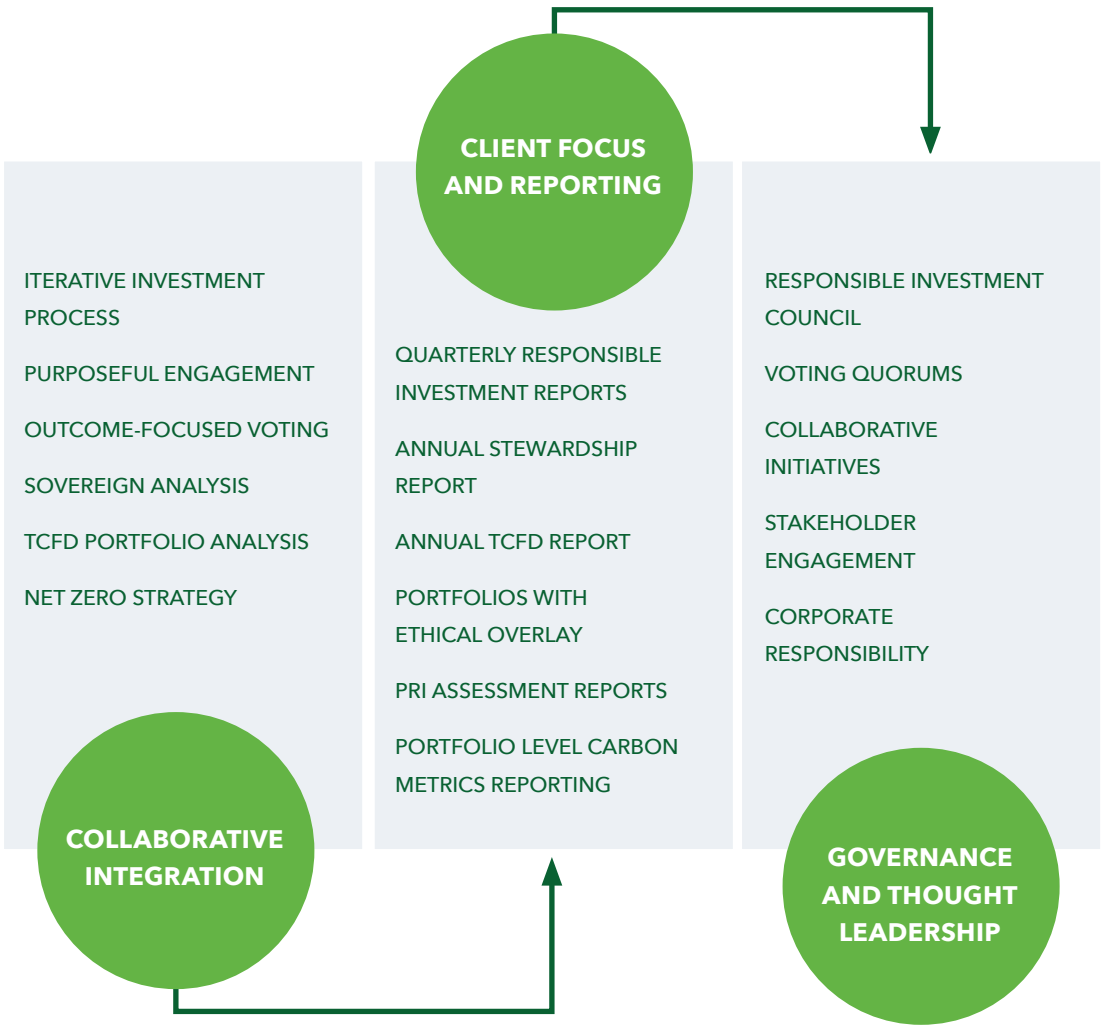 ITERATIVE INVESTMENT
PROCESS
PURPOSEFUL ENGAGEMENT
OUTCOME-FOCUSED VOTING
SOVEREIGN ANALYSIS
TCFD PORTFOLIO ANALYSIS
NET ZERO STRATEGY
COLLABORATIVE
INTEGRATION
CLIENT FOCUS
AND REPORTING
QUARTERLY RESPONSIBLE
INVESTMENT REPORTS
ANNUAL STEWARDSHIP
REPORT
ANNUAL TCFD REPORT
PORTFOLIOS WITH
ETHICAL OVERLAY
PRI ASSESSMENT REPORTS
PORTFOLIO LEVEL CARBON
METRICS REPORTING
RESPONSIBLE INVESTMENT
COUNCIL
VOTING QUORUMS
COLLABORATIVE
INITIATIVES
STAKEHOLDER
ENGAGEMENT
CORPORATE
RESPONSIBILITY
GOVERNANCE
AND THOUGHT
LEADERSHIP